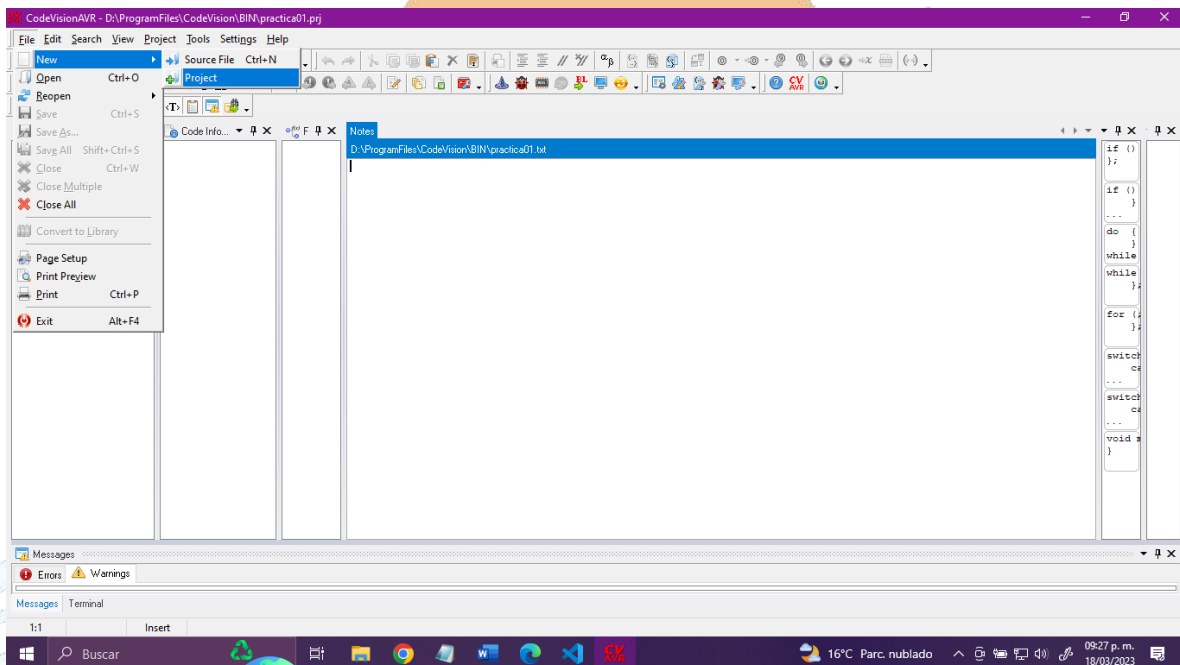 CodeVisionAVR - D:\ProgramFiles\CodeVision\BIN\practica01.prj
File Edit Search View Project Tools Settings Help
New
Source File Ctrl+N
Project
Open Ctrl+O
Reopen
Save Ctrl+S
Save As...
Save All Shift+Ctrl+S
Close Ctrl+W
Close Multiple
Close All
Convert to Library
Page Setup
Print Preview
Print Ctrl+P
Exit Alt+F4
Code Info...
F
Notes
D:\ProgramFiles\CodeVision\BIN\practica01.txt
if ()
};
if ()
}
...
do {
}
while
while
};
for (;
};
switch
ca
...
switch
ca
...
void m
}
Messages
Errors Warnings
Messages Terminal
1:1 Insert
Buscar
16°C Parc. nublado
09:27 p. m.
18/03/2023